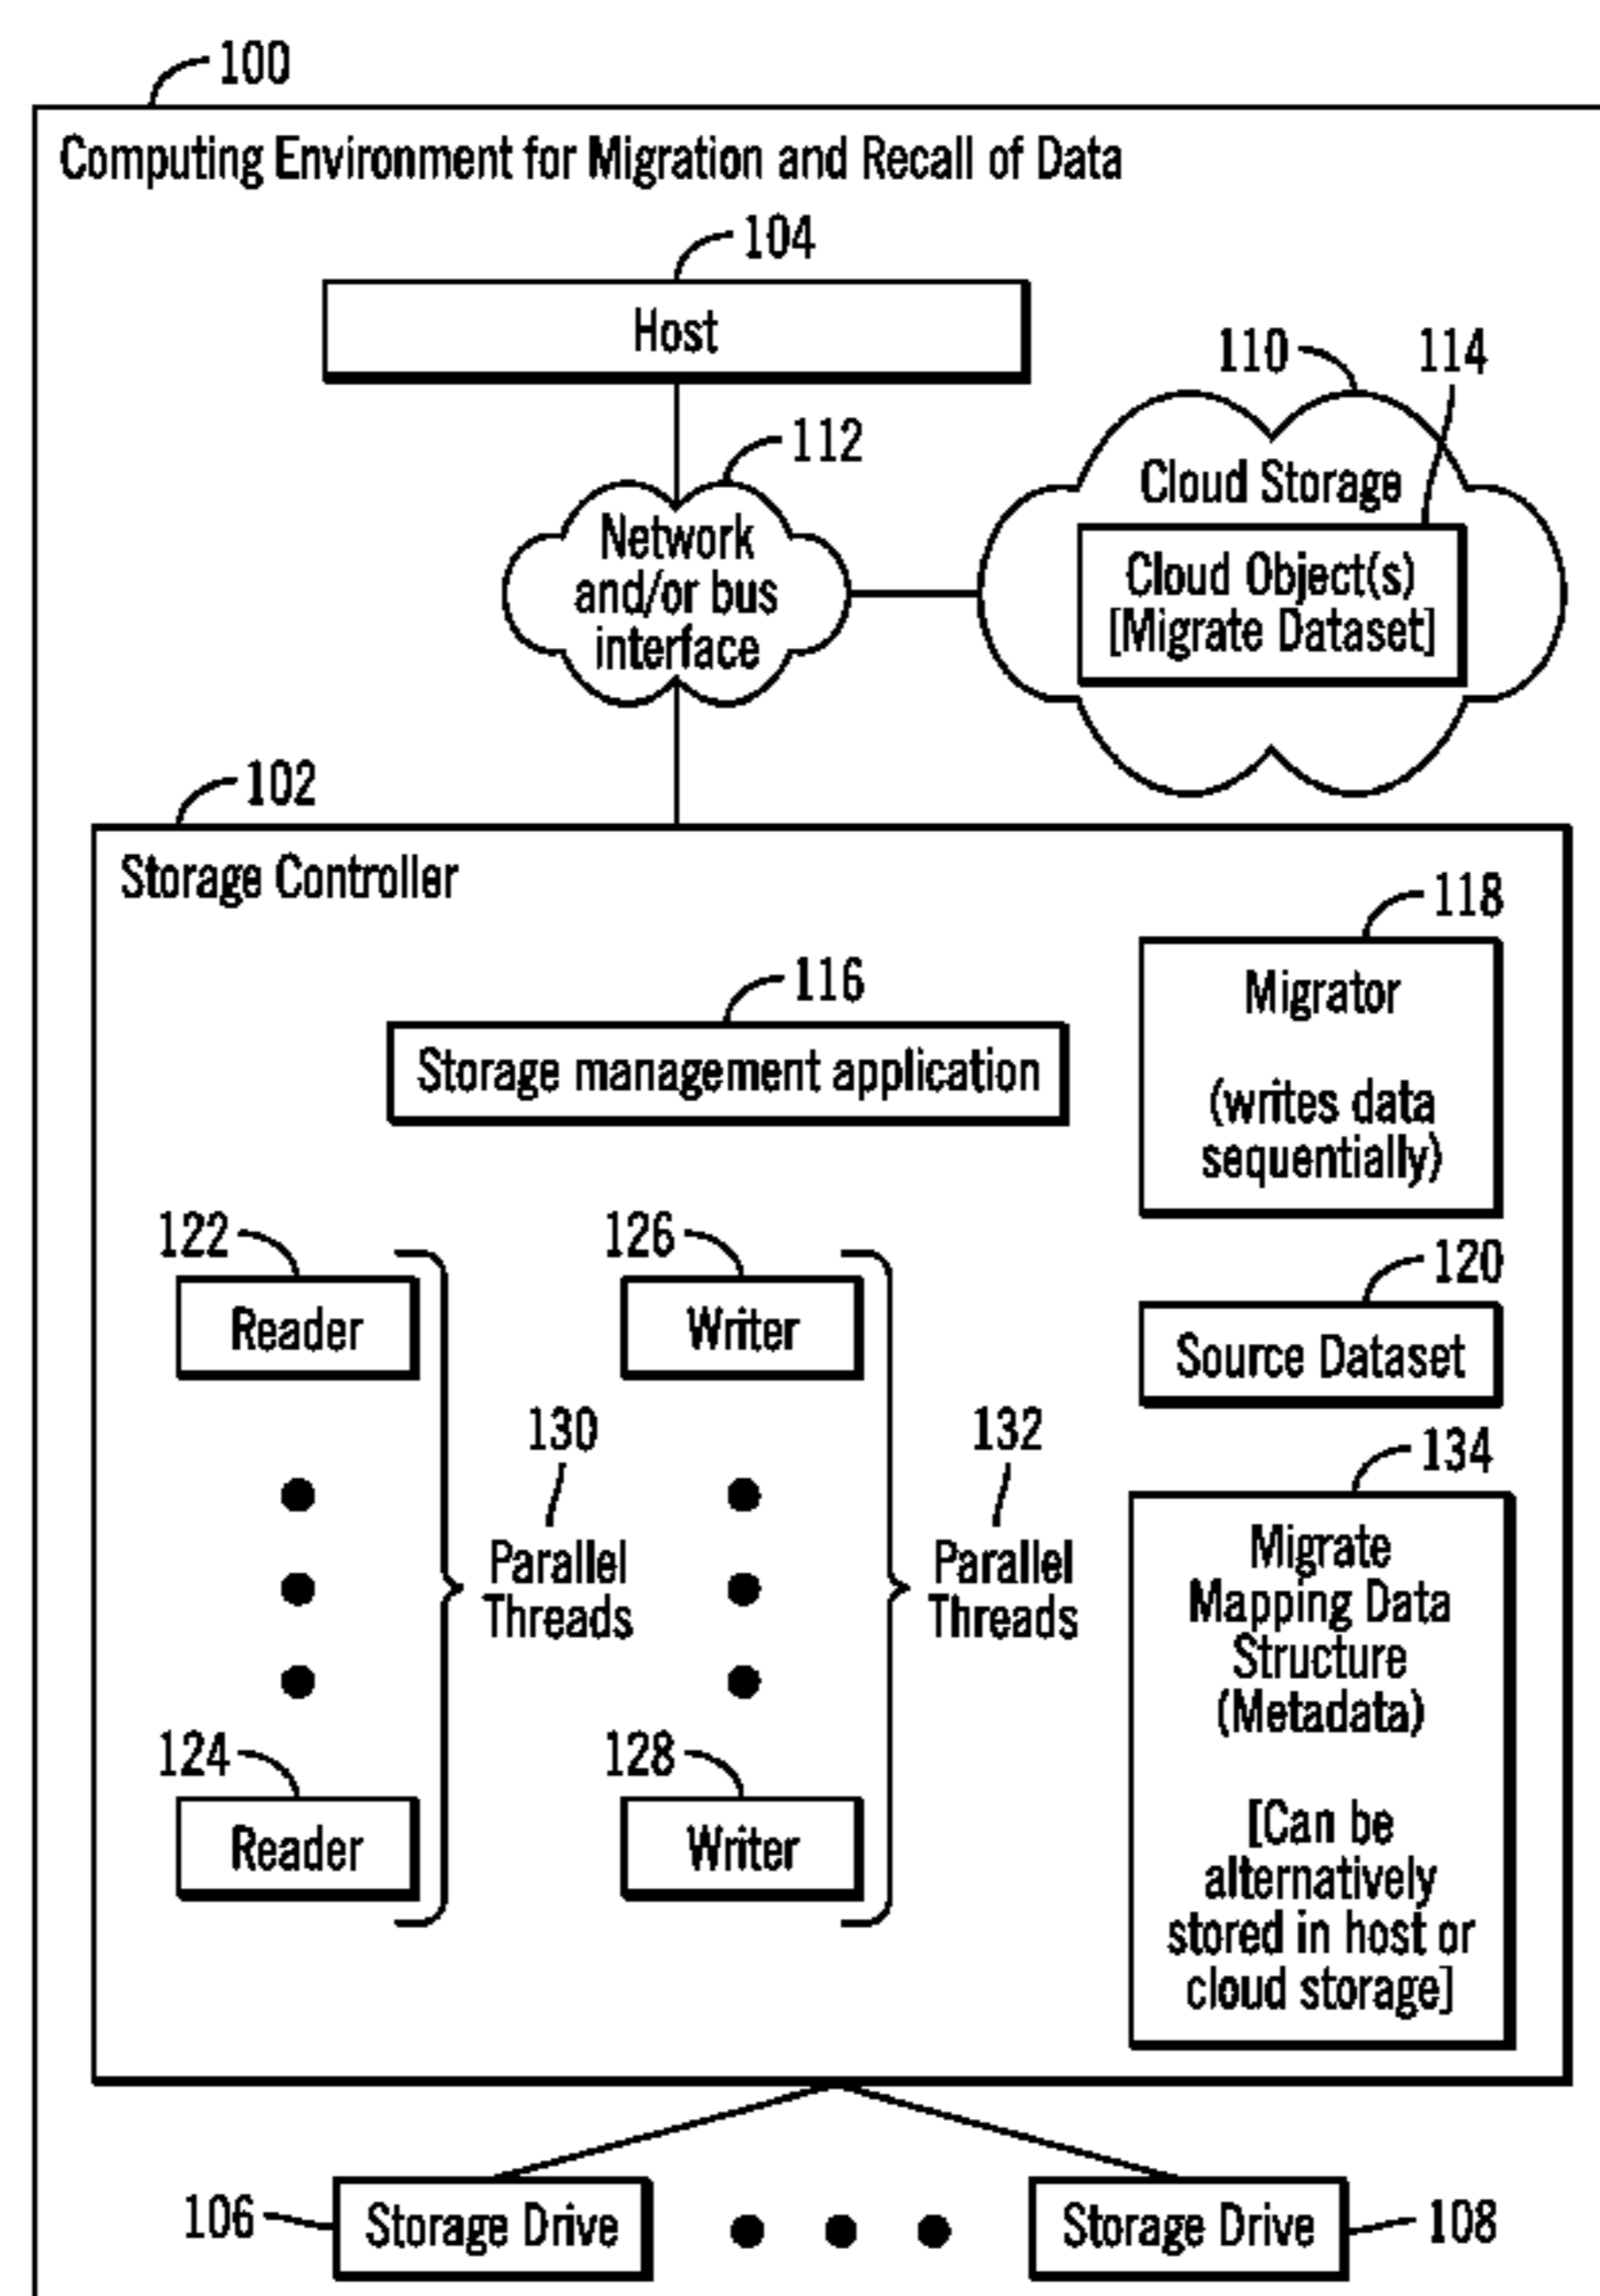 100
Computing Environment for Migration and Recall of Data
104
Host
110
114
112
Cloud Storage
Network
and/or bus
interface
Cloud Object(s)
[Migrate Dataset]
102
Storage Controller
118
Migrator
(writes data
sequentially)
116
Storage management application
122
Reader
126
Writer
120
Source Dataset
130
Parallel
Threads
132
Parallel
Threads
134
Migrate
Mapping Data
Structure
(Metadata)
[Can be
alternatively
stored in host or
cloud storage]
124
Reader
128
Writer
106
Storage Drive
Storage Drive
108